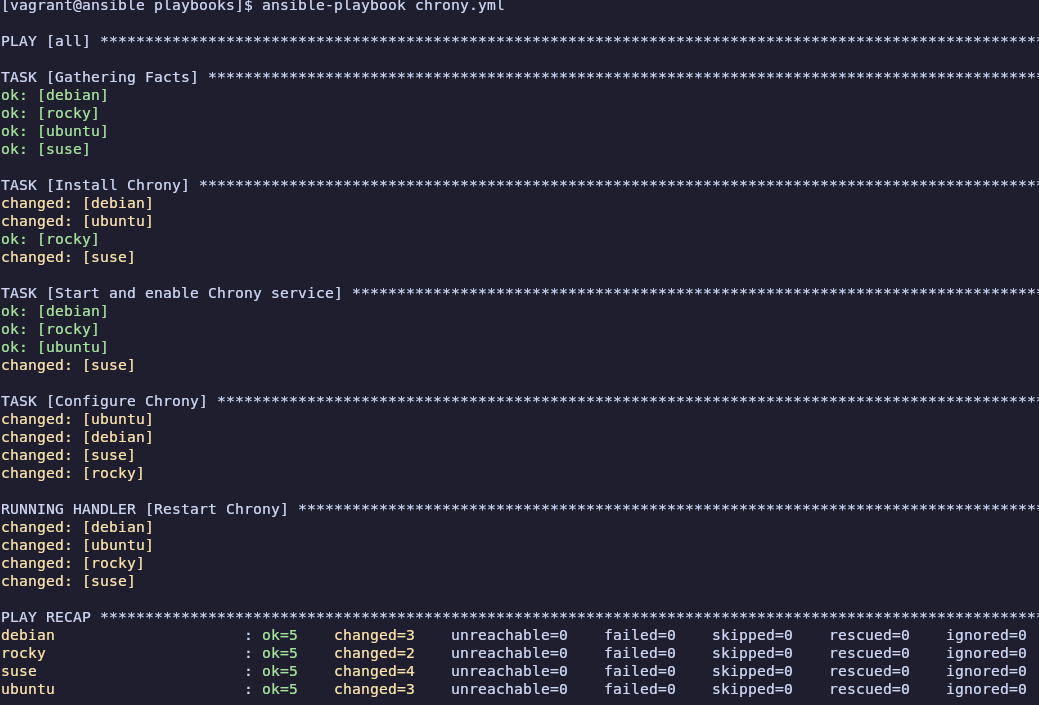 [vagrant@ansible playbooks]$ ansible-playbook chrony.yml
PLAY [all] *********************************************************************************************************
TASK [Gathering Facts] *********************************************************************************************
ok: [debian]
ok: [rocky]
ok: [ubuntu]
ok: [suse]
TASK [Install Chrony] **********************************************************************************************
changed: [debian]
changed: [ubuntu]
ok: [rocky]
changed: [suse]
TASK [Start and enable Chrony service] *****************************************************************************
ok: [debian]
ok: [rocky]
ok: [ubuntu]
changed: [suse]
TASK [Configure Chrony] ********************************************************************************************
changed: [ubuntu]
changed: [debian]
changed: [suse]
changed: [rocky]
RUNNING HANDLER [Restart Chrony] ***********************************************************************************
changed: [debian]
changed: [ubuntu]
changed: [rocky]
changed: [suse]
PLAY RECAP *********************************************************************************************************
debian                     : ok=5    changed=3    unreachable=0    failed=0    skipped=0    rescued=0    ignored=0
rocky                      : ok=5    changed=2    unreachable=0    failed=0    skipped=0    rescued=0    ignored=0
suse                       : ok=5    changed=4    unreachable=0    failed=0    skipped=0    rescued=0    ignored=0
ubuntu                     : ok=5    changed=3    unreachable=0    failed=0    skipped=0    rescued=0    ignored=0